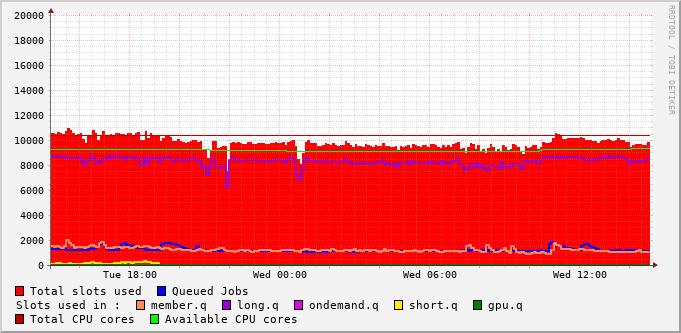 20000
18000
16000
14000
12000
10000
8000
6000
4000
2000
0
Tue 18:00 Wed 00:00 Wed 06:00 Wed 12:00
RRDTOOL / TOBI OETIKER
Total slots used Queued Jobs
Slots used in : member.q long.q ondemand.q short.q gpu.q
Total CPU cores Available CPU cores